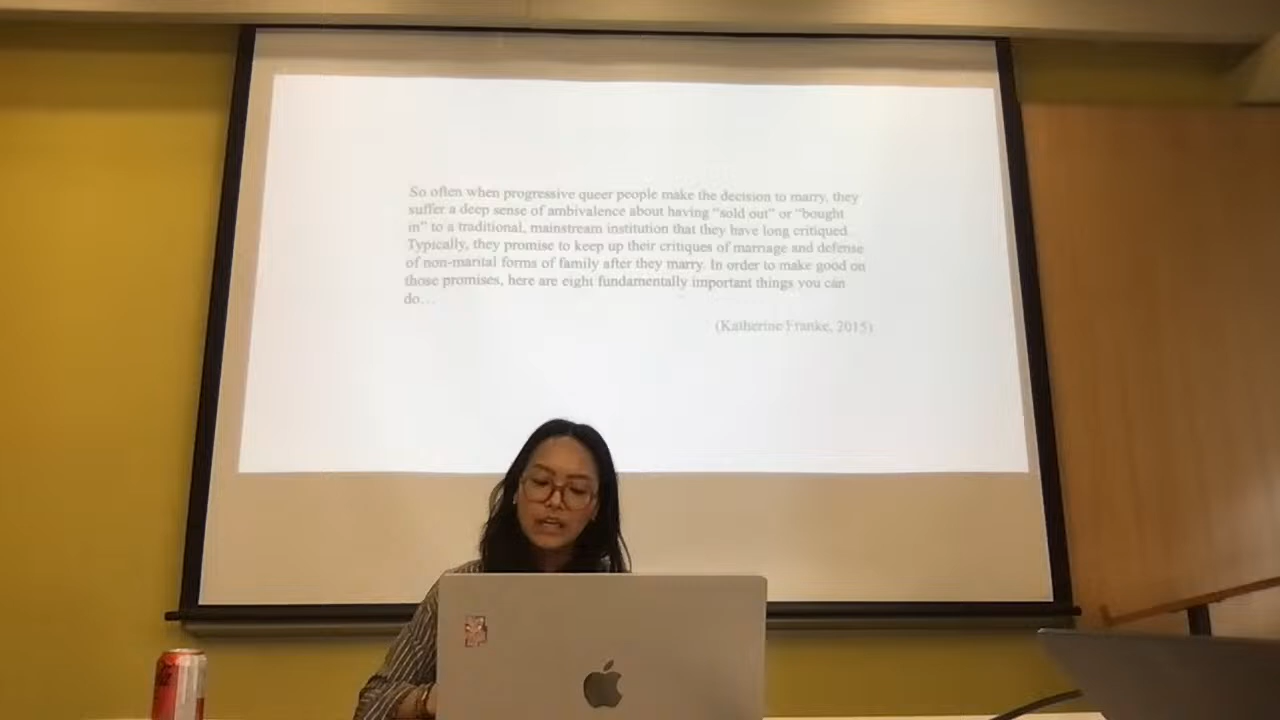 So often when progressive queer people make the decision to marry, they
suffer a deep sense of ambivalence about having “sold out” or “bought
in” to a traditional, mainstream institution that they have long critiqued.
Typically, they promise to keep up their critiques of marriage and defense
of non-marital forms of family after they marry. In order to make good on
those promises, here are eight fundamentally important things you can
do…
(Katherine Franke, 2015)